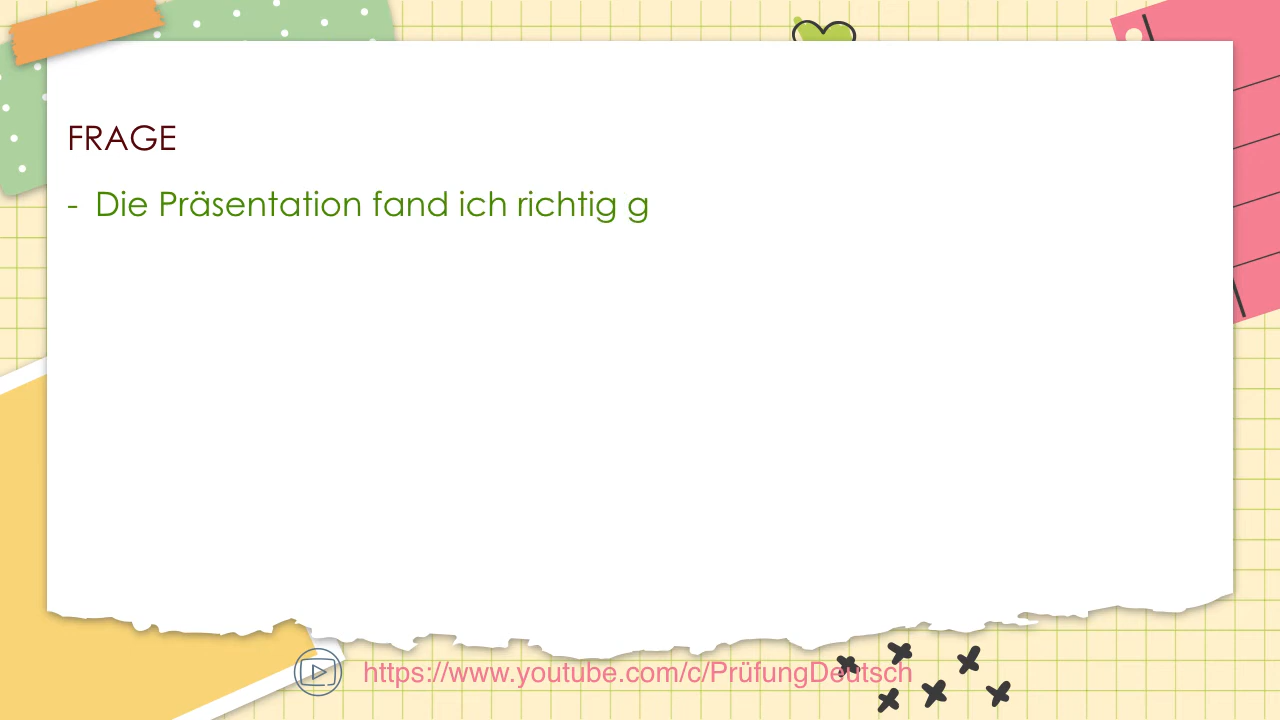 FRAGE
- Die Präsentation fand ich richtig g
https://www.youtube.com/c/PrüfungDeutsch